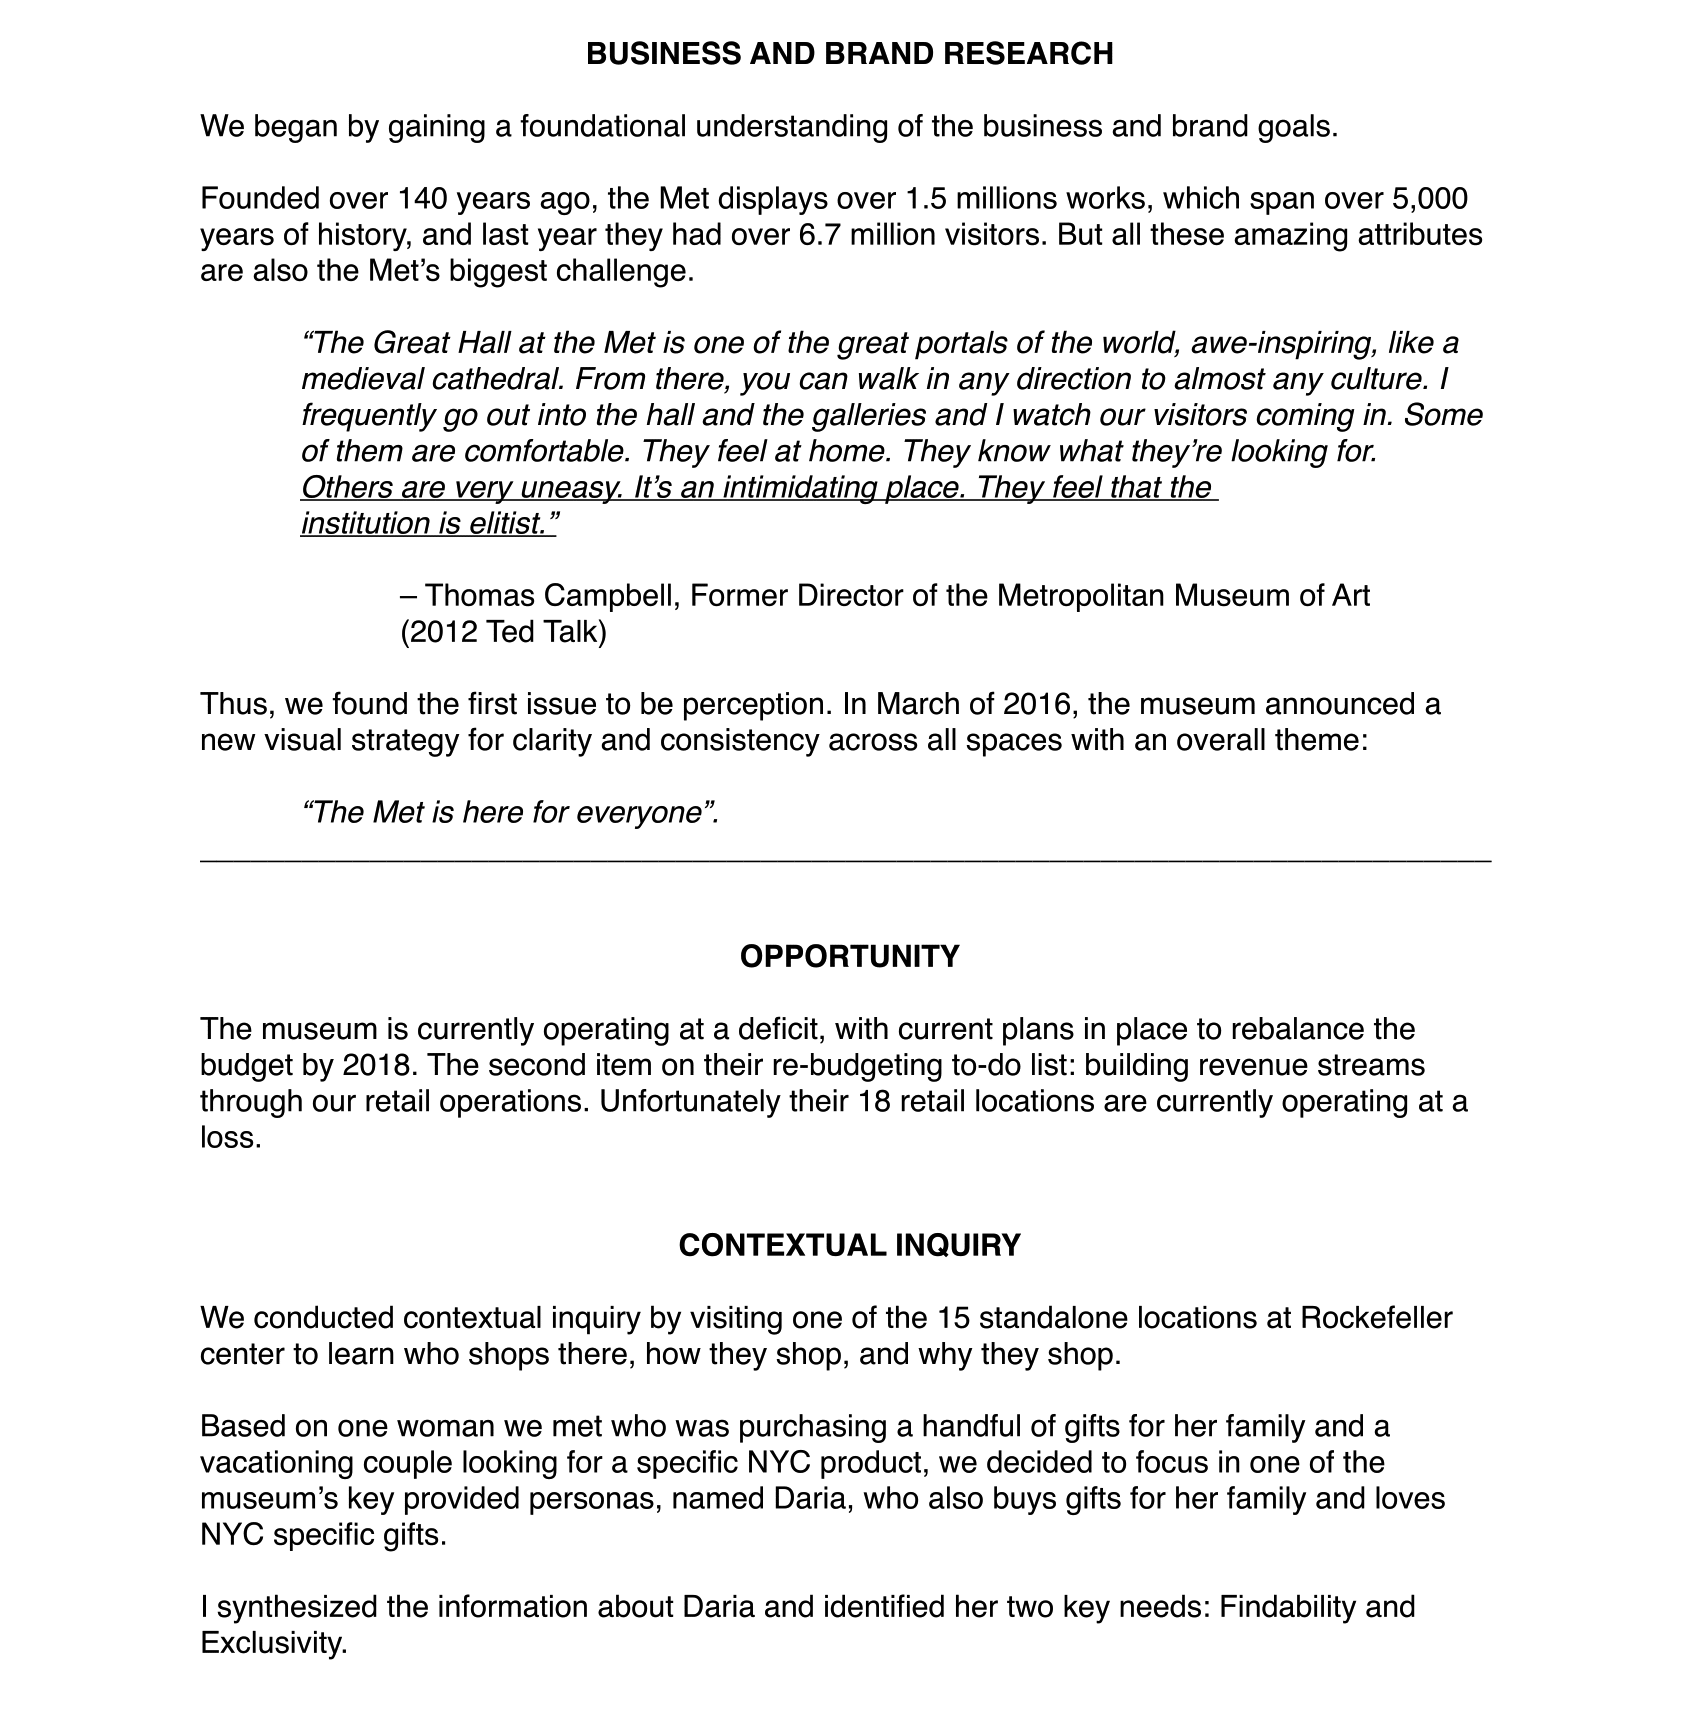 BUSINESS AND BRAND RESEARCH
We began by gaining a foundational understanding of the business and brand goals.
Founded over 140 years ago, the Met displays over 1.5 millions works, which span over 5,000
years of history, and last year they had over 6.7 million visitors. But all these amazing attributes
are also the Met’s biggest challenge.
“The Great Hall at the Met is one of the great portals of the world, awe-inspiring, like a
medieval cathedral. From there, you can walk in any direction to almost any culture. I
frequently go out into the hall and the galleries and I watch our visitors coming in. Some
of them are comfortable. They feel at home. They know what they’re looking for.
Others are very uneasy. It’s an intimidating place. They feel that the
institution is elitist.”
– Thomas Campbell, Former Director of the Metropolitan Museum of Art
(2012 Ted Talk)
Thus, we found the first issue to be perception. In March of 2016, the museum announced a
new visual strategy for clarity and consistency across all spaces with an overall theme:
“The Met is here for everyone”.
OPPORTUNITY
The museum is currently operating at a deficit, with current plans in place to rebalance the
budget by 2018. The second item on their re-budgeting to-do list: building revenue streams
through our retail operations. Unfortunately their 18 retail locations are currently operating at a
loss.
CONTEXTUAL INQUIRY
We conducted contextual inquiry by visiting one of the 15 standalone locations at Rockefeller
center to learn who shops there, how they shop, and why they shop.
Based on one woman we met who was purchasing a handful of gifts for her family and a
vacationing couple looking for a specific NYC product, we decided to focus in one of the
museum’s key provided personas, named Daria, who also buys gifts for her family and loves
NYC specific gifts.
I synthesized the information about Daria and identified her two key needs: Findability and
Exclusivity.